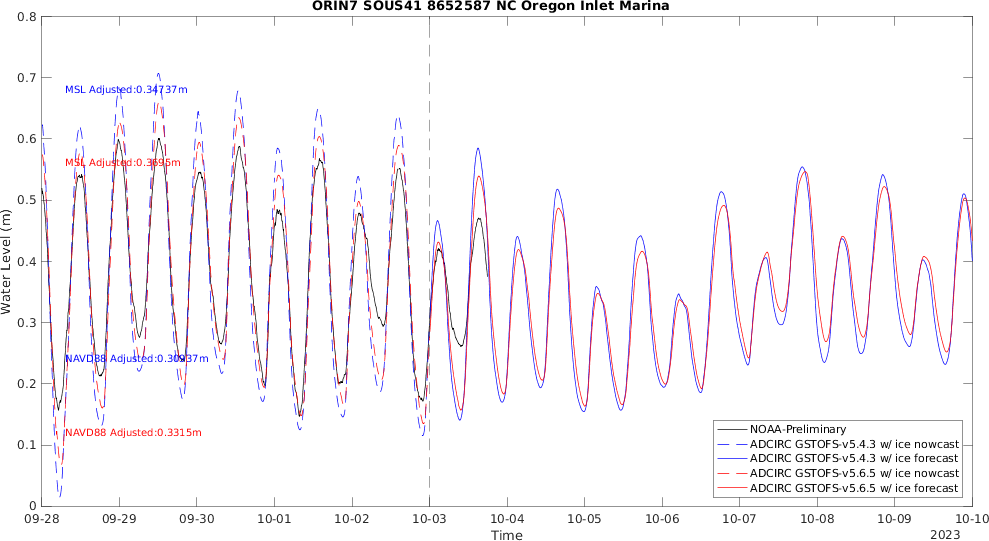 ORIN7 SOUS41 8652587 NC Oregon Inlet Marina
Water Level (m)
0.8
0.7
0.6
0.5
0.4
0.3
0.2
0.1
0
MSL Adjusted:0.34737m
MSL Adjusted:0.3695m
NAVD88 Adjusted:0.30937m
NAVD88 Adjusted:0.3315m
NOAA-Preliminary
ADCIRC GSTOFS-v5.4.3 w/ ice nowcast
ADCIRC GSTOFS-v5.4.3 w/ ice forecast
ADCIRC GSTOFS-v5.6.5 w/ ice nowcast
ADCIRC GSTOFS-v5.6.5 w/ ice forecast
09-28 09-29 09-30 10-01 10-02 10-03 10-04 10-05 10-06 10-07 10-08 10-09 10-10
Time
2023